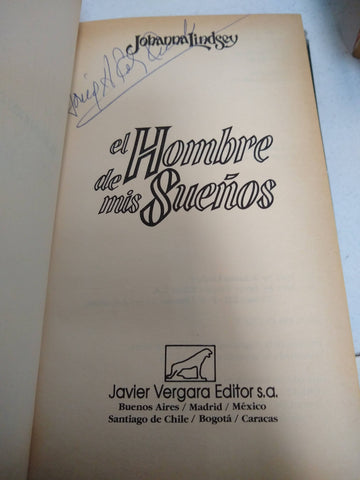 Johanna Lindsey
el Hombre
de mis Sueños
Javier Vergara Editor s.a.
Buenos Aires / Madrid / México
Santiago de Chile / Bogotá / Caracas